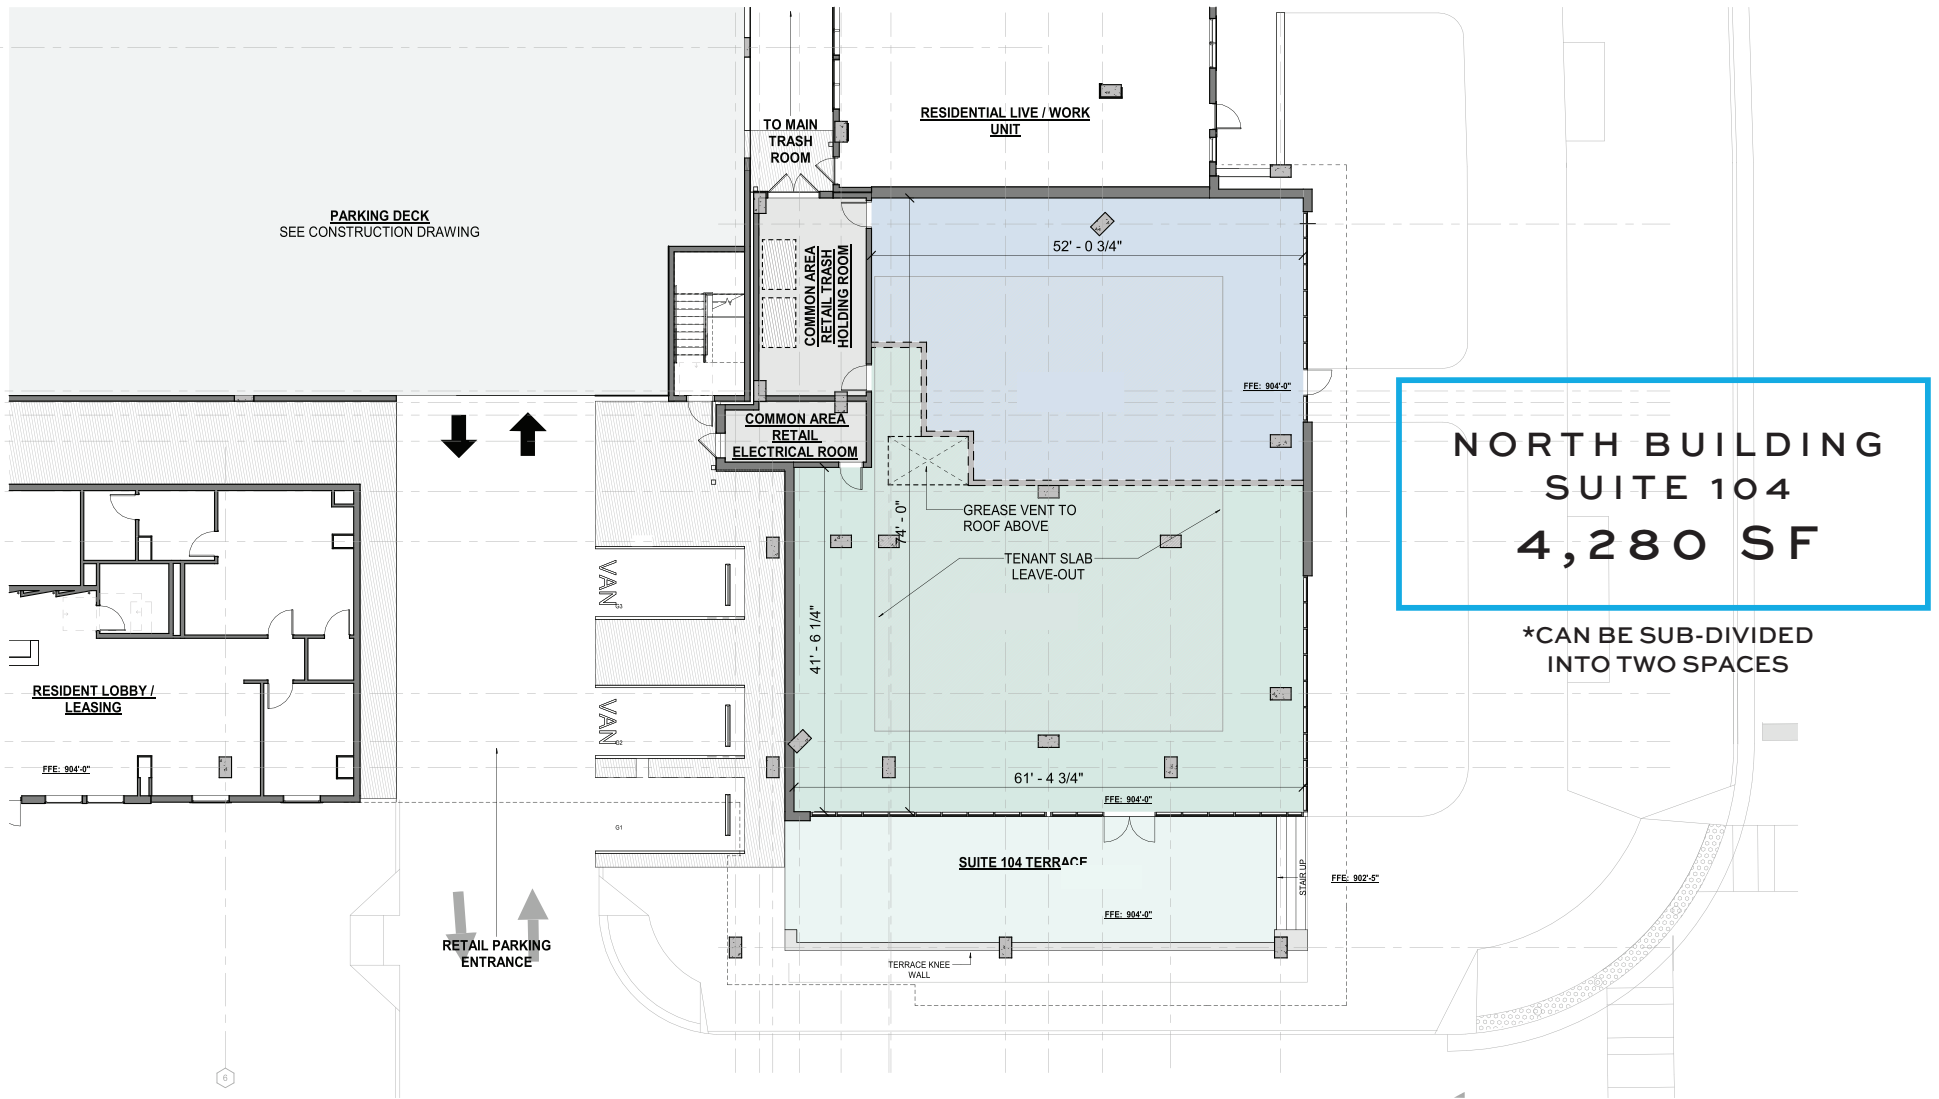 TO MAIN
TRASH
ROOM
RESIDENTIAL LIVE / WORK
UNIT
PARKING DECK
SEE CONSTRUCTION DRAWING
COMMON AREA
RETAIL TRASH
HOLDING ROOM
52' - 0 3/4"
FFE: 904'-0"
COMMON AREA
RETAIL
ELECTRICAL ROOM
NORTH BUILDING
SUITE 104
4,280 SF
*CAN BE SUB-DIVIDED
INTO TWO SPACES
GREASE VENT TO
ROOF ABOVE
74' - 0"
TENANT SLAB
LEAVE-OUT
41' - 6 1/4"
VAN
G3
VAN
G2
G1
RESIDENT LOBBY /
LEASING
FFE: 904'-0"
61' - 4 3/4"
FFE: 904'-0"
SUITE 104 TERRACE
STAIR UP
FFE: 902'-5"
FFE: 904'-0"
RETAIL PARKING
ENTRANCE
TERRACE KNEE
WALL
6